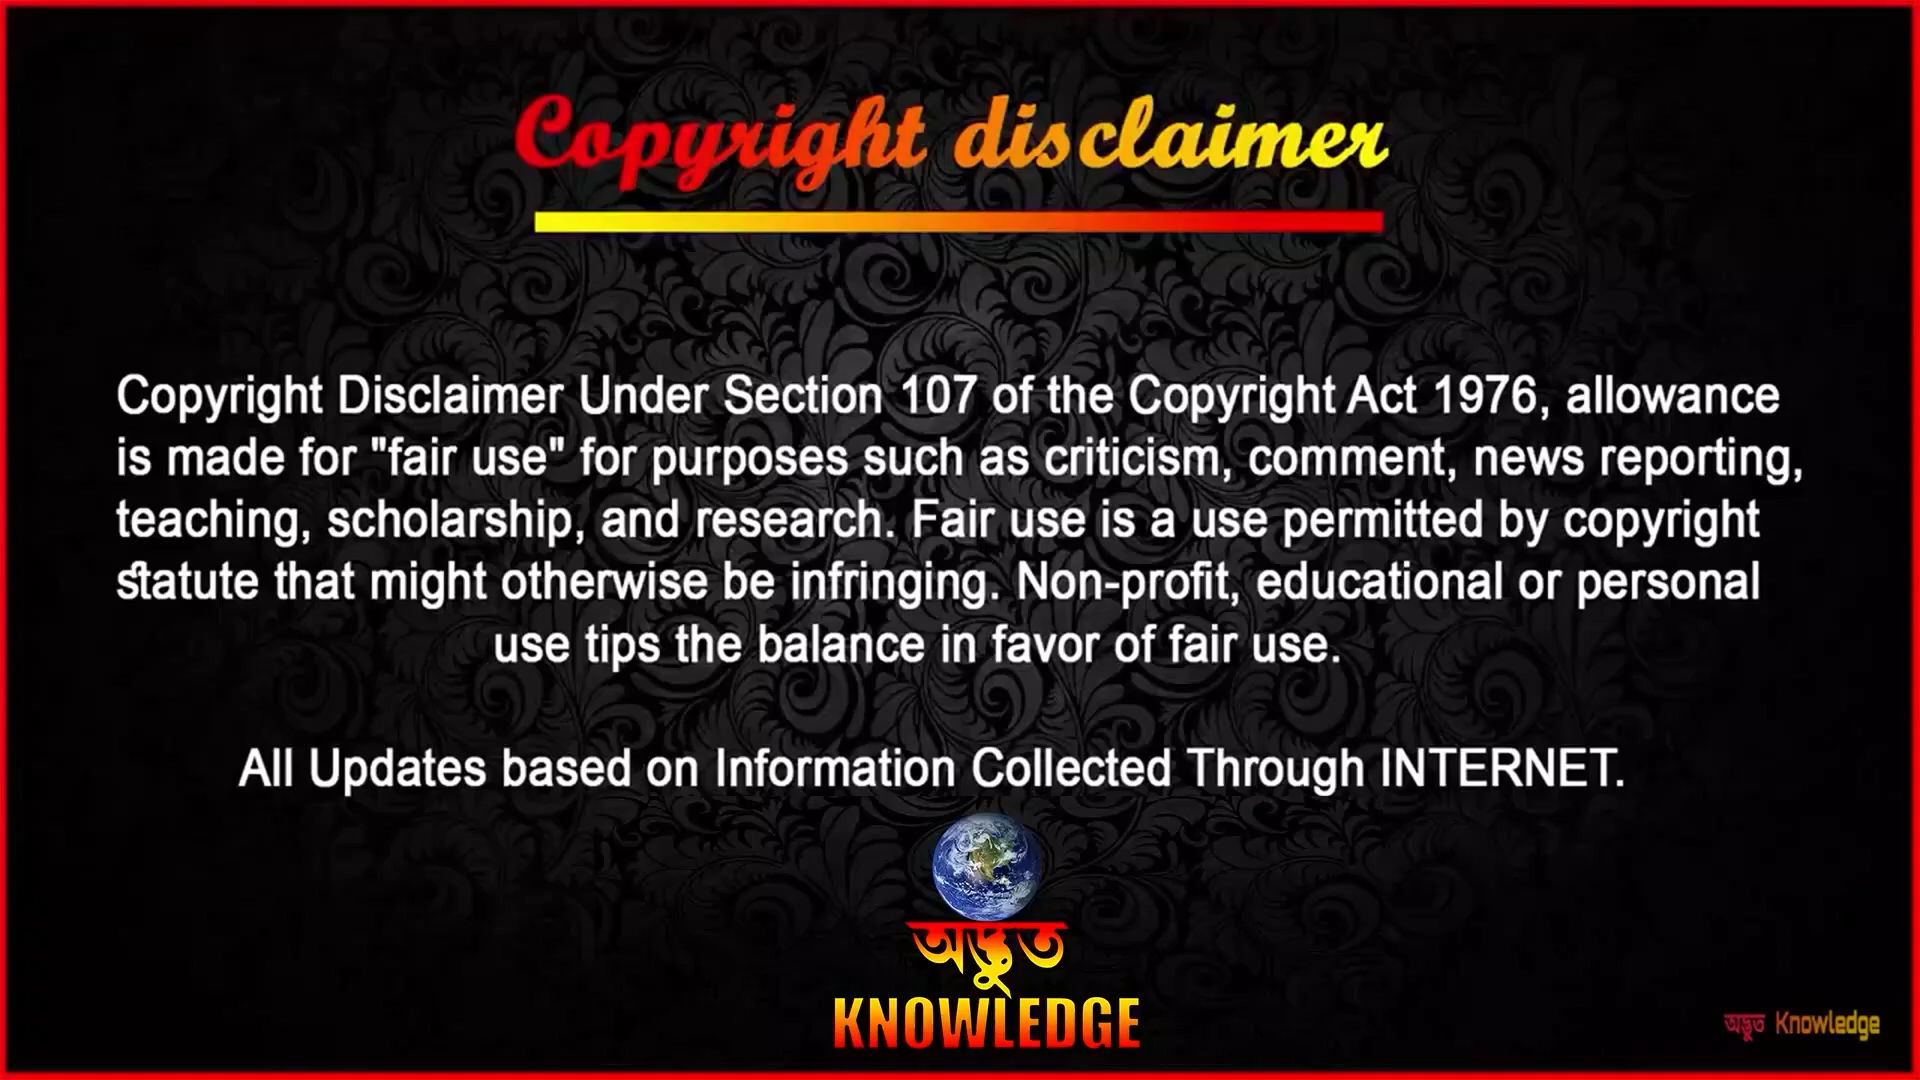 Copyright disclaimer
Copyright Disclaimer Under Section 107 of the Copyright Act 1976, allowance
is made for "fair use" for purposes such as criticism, comment, news reporting,
teaching, scholarship, and research. Fair use is a use permitted by copyright
statute that might otherwise be infringing. Non-profit, educational or personal
use tips the balance in favor of fair use.
All Updates based on Information Collected Through INTERNET.
অদ্ভুত
KNOWLEDGE
অদ্ভুত Knowledge